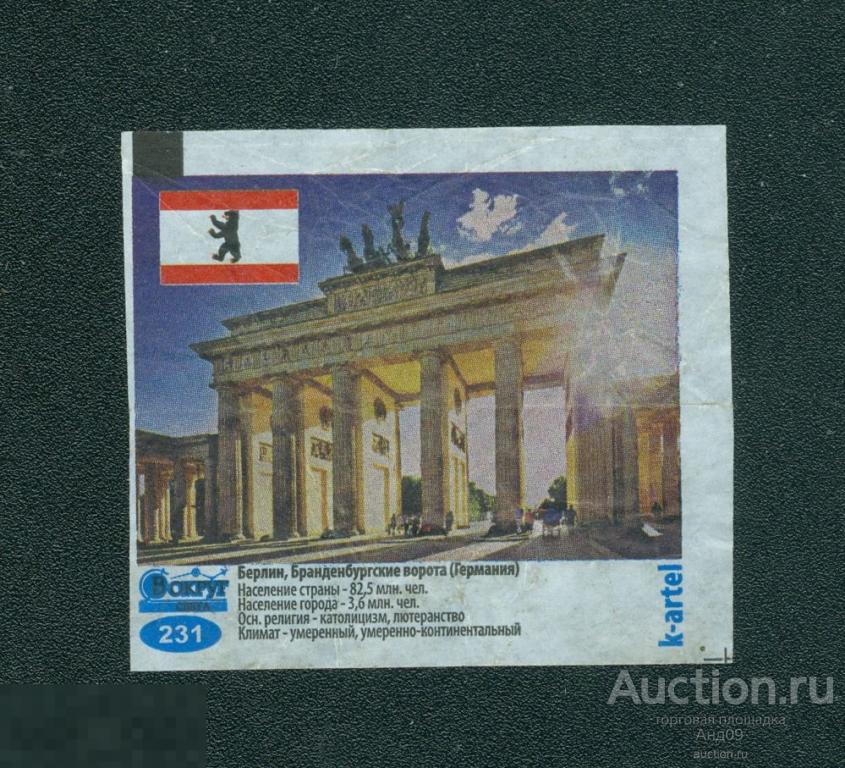 Берлин, Бранденбургские ворота (Германия)
Население страны - 82,5 млн. чел.
Население города - 3,6 млн. чел.
Осн. религия - католицизм, лютеранство
Климат - умеренный, умеренно-континентальный
Вокруг
СВЕТА
231
k-artel
Auction.ru
торговая площадка
Анд09
auction.ru